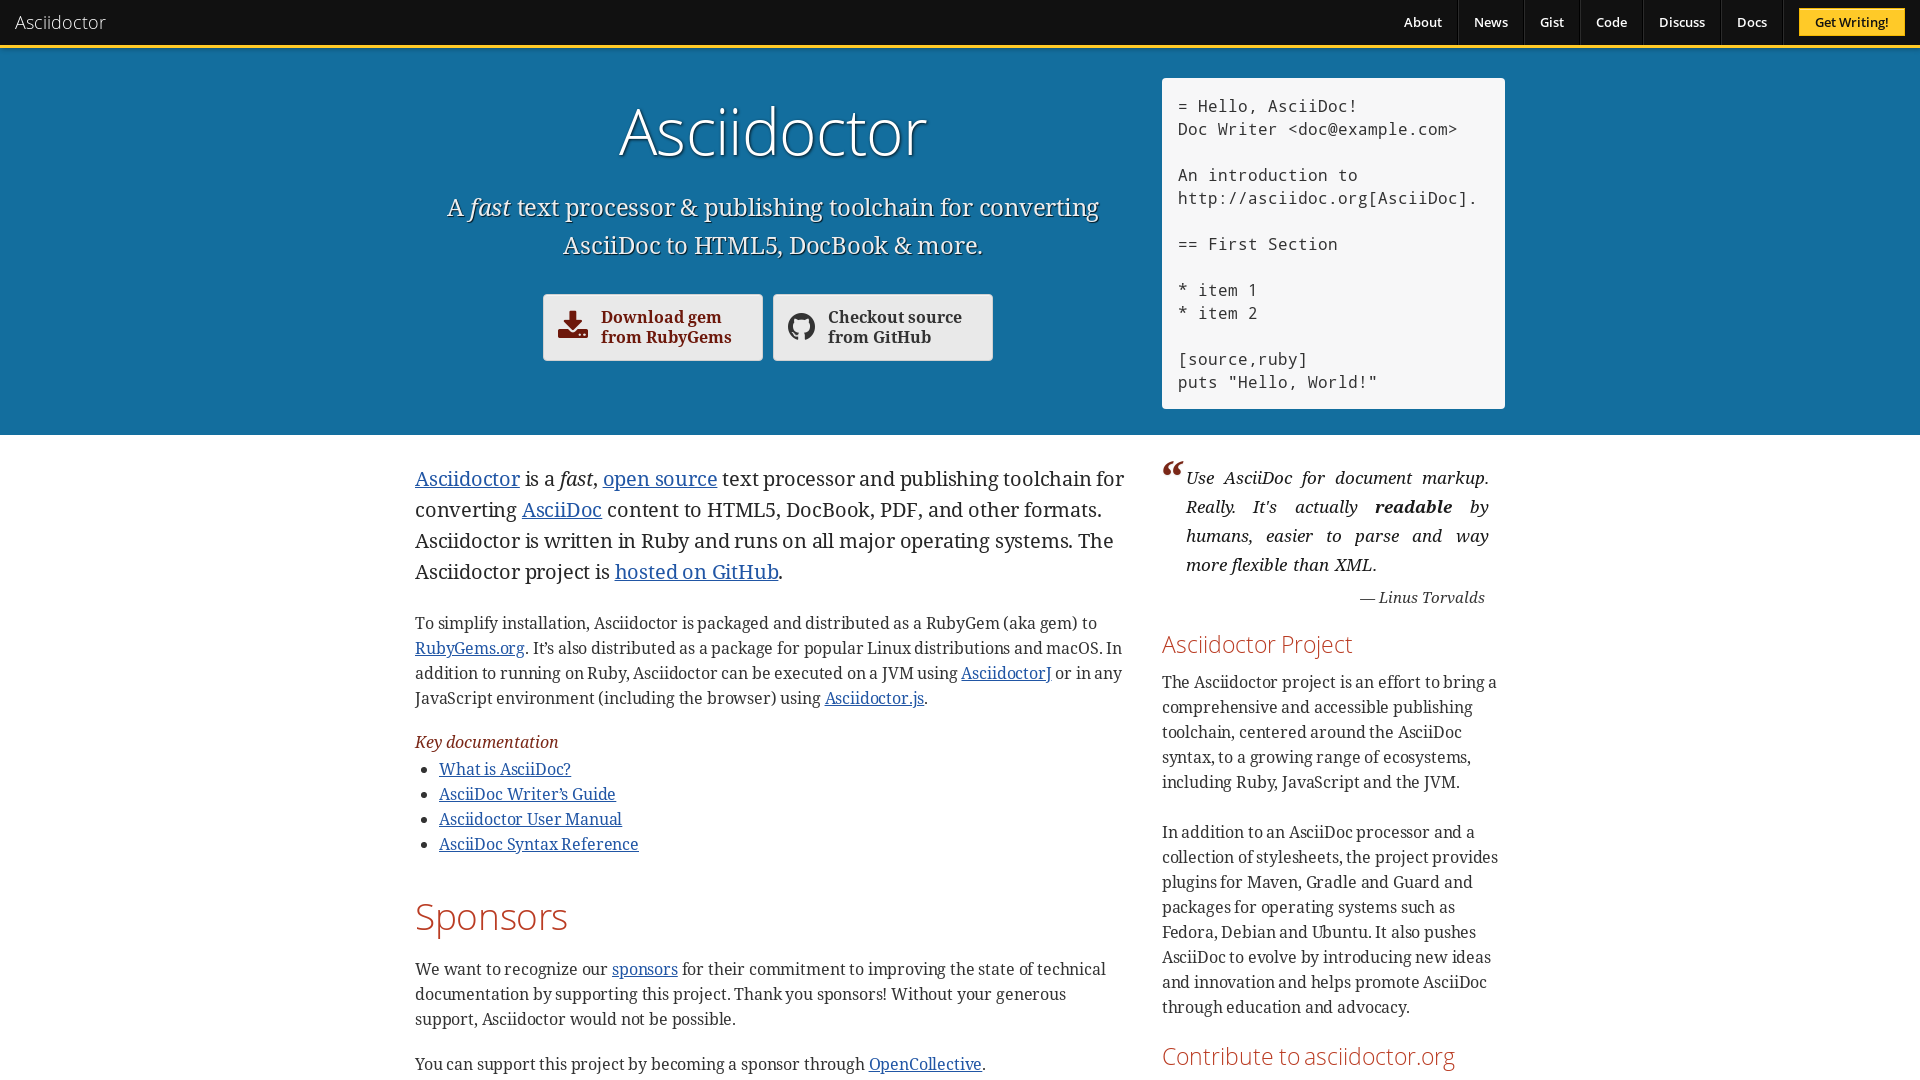 Asciidoctor
About
News
Gist
Code
Discuss
Docs
Get Writing!
Asciidoctor
A fast text processor & publishing toolchain for converting
AsciiDoc to HTML5, DocBook & more.
Download gem
from RubyGems
Checkout source
from GitHub
= Hello, AsciiDoc!
Doc Writer <doc@example.com>
An introduction to
http://asciidoc.org[AsciiDoc].
== First Section
* item 1
* item 2
[source,ruby]
puts "Hello, World!"
Asciidoctor is a fast, open source text processor and publishing toolchain for
converting AsciiDoc content to HTML5, DocBook, PDF, and other formats.
Asciidoctor is written in Ruby and runs on all major operating systems. The
Asciidoctor project is hosted on GitHub.
To simplify installation, Asciidoctor is packaged and distributed as a RubyGem (aka gem) to
RubyGems.org. It’s also distributed as a package for popular Linux distributions and macOS. In
addition to running on Ruby, Asciidoctor can be executed on a JVM using AsciidoctorJ or in any
JavaScript environment (including the browser) using Asciidoctor.js.
Key documentation
• What is AsciiDoc?
• AsciiDoc Writer’s Guide
• Asciidoctor User Manual
• AsciiDoc Syntax Reference
Sponsors
We want to recognize our sponsors for their commitment to improving the state of technical
documentation by supporting this project. Thank you sponsors! Without your generous
support, Asciidoctor would not be possible.
You can support this project by becoming a sponsor through OpenCollective.
“Use AsciiDoc for document markup.
Really. It's actually readable by
humans, easier to parse and way
more flexible than XML.
— Linus Torvalds
Asciidoctor Project
The Asciidoctor project is an effort to bring a
comprehensive and accessible publishing
toolchain, centered around the AsciiDoc
syntax, to a growing range of ecosystems,
including Ruby, JavaScript and the JVM.
In addition to an AsciiDoc processor and a
collection of stylesheets, the project provides
plugins for Maven, Gradle and Guard and
packages for operating systems such as
Fedora, Debian and Ubuntu. It also pushes
AsciiDoc to evolve by introducing new ideas
and innovation and helps promote AsciiDoc
through education and advocacy.
Contribute to asciidoctor.org